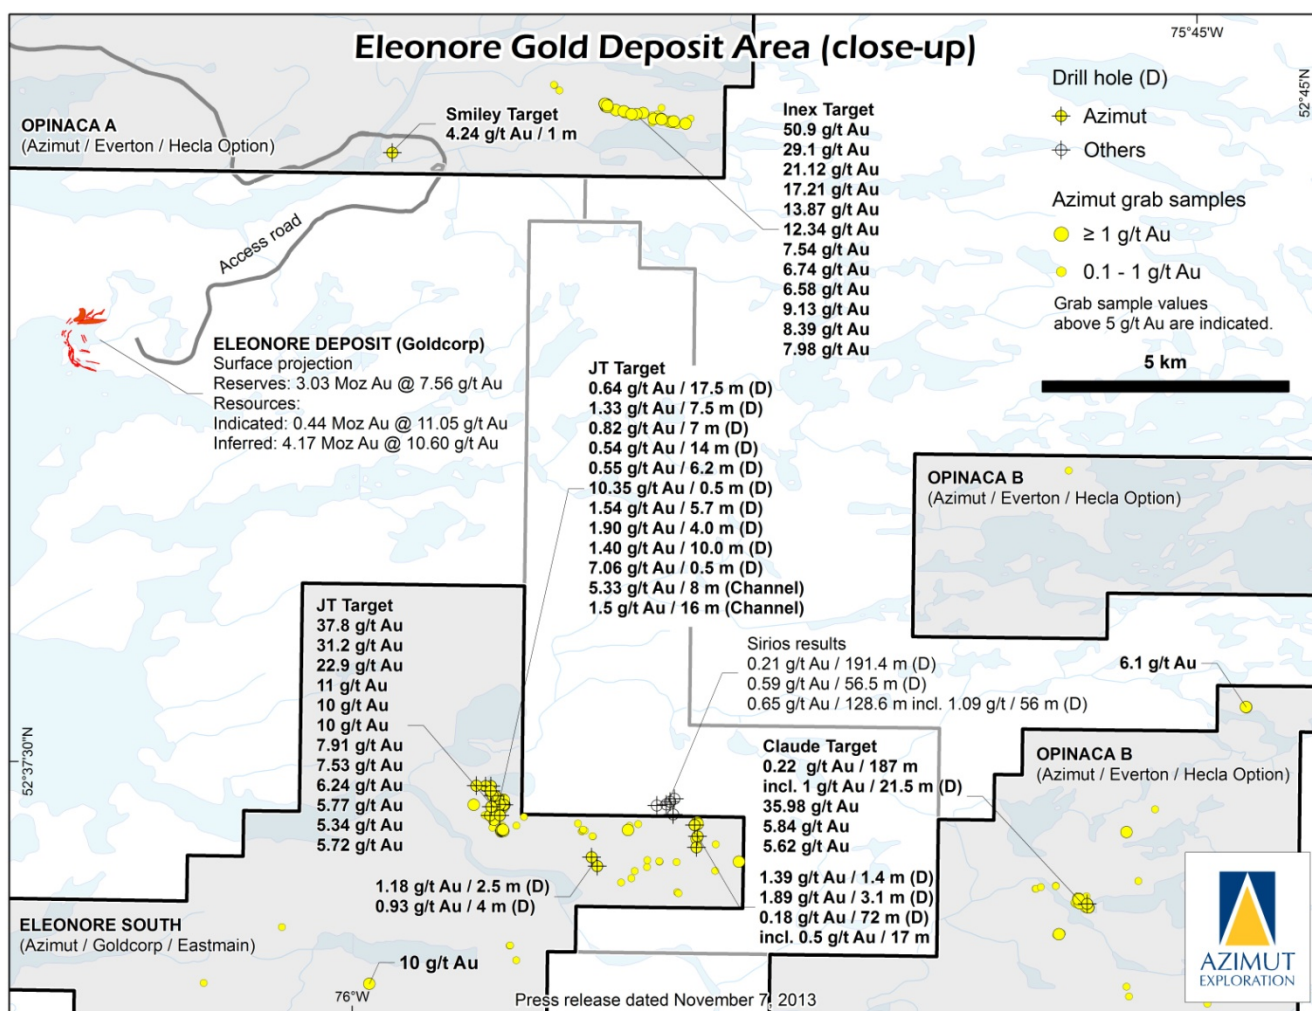 Eleonore Gold Deposit Area (close-up)
75°45'W
52°45'N
Drill hole (D)
Azimut
Others
Azimut grab samples
≥ 1 g/t Au
0.1 - 1 g/t Au
Grab sample values
above 5 g/t Au are indicated.
5 km
OPINACA A
(Azimut / Everton / Hecla Option)
Smiley Target
4.24 g/t Au / 1 m
Inex Target
50.9 g/t Au
29.1 g/t Au
21.12 g/t Au
17.21 g/t Au
13.87 g/t Au
12.34 g/t Au
7.54 g/t Au
6.74 g/t Au
6.58 g/t Au
9.13 g/t Au
8.39 g/t Au
7.98 g/t Au
Access road
ELEONORE DEPOSIT (Goldcorp)
Surface projection
Reserves: 3.03 Moz Au @ 7.56 g/t Au
Resources:
Indicated: 0.44 Moz Au @ 11.05 g/t Au
Inferred: 4.17 Moz Au @ 10.60 g/t Au
JT Target
0.64 g/t Au / 17.5 m (D)
1.33 g/t Au / 7.5 m (D)
0.82 g/t Au / 7 m (D)
0.54 g/t Au / 14 m (D)
0.55 g/t Au / 6.2 m (D)
10.35 g/t Au / 0.5 m (D)
1.54 g/t Au / 5.7 m (D)
1.90 g/t Au / 4.0 m (D)
1.40 g/t Au / 10.0 m (D)
7.06 g/t Au / 0.5 m (D)
5.33 g/t Au / 8 m (Channel)
1.5 g/t Au / 16 m (Channel)
OPINACA B
(Azimut / Everton / Hecla Option)
JT Target
37.8 g/t Au
31.2 g/t Au
22.9 g/t Au
11 g/t Au
10 g/t Au
10 g/t Au
7.91 g/t Au
7.53 g/t Au
6.24 g/t Au
5.77 g/t Au
5.34 g/t Au
5.72 g/t Au
Sirios results
0.21 g/t Au / 191.4 m (D)
0.59 g/t Au / 56.5 m (D)
0.65 g/t Au / 128.6 m incl. 1.09 g/t / 56 m (D)
6.1 g/t Au
52°37'30"N
Claude Target
0.22 g/t Au / 187 m
incl. 1 g/t Au / 21.5 m (D)
35.98 g/t Au
5.84 g/t Au
5.62 g/t Au
OPINACA B
(Azimut / Everton / Hecla Option)
1.18 g/t Au / 2.5 m (D)
0.93 g/t Au / 4 m (D)
1.39 g/t Au / 1.4 m (D)
1.89 g/t Au / 3.1 m (D)
0.18 g/t Au / 72 m (D)
incl. 0.5 g/t Au / 17 m
ELEONORE SOUTH
(Azimut / Goldcorp / Eastmain)
10 g/t Au
76°W
Press release dated November 7, 2013
AZIMUT
EXPLORATION